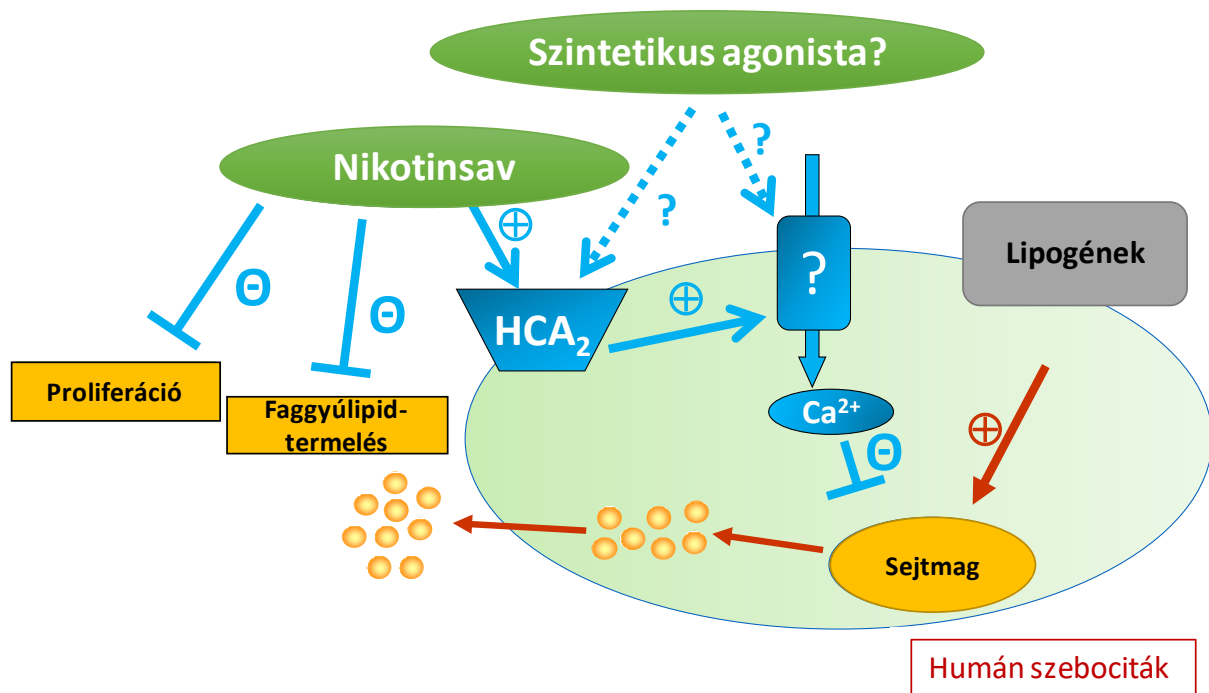 Szintetikus agonista?
Nikotinsav
?
?
⊕
Θ
Θ
Lipogének
?
HCA₂
⊕
Proliferáció
Faggyúlipid-
termelés
Ca²⁺
Θ
⊕
Sejtmag
Humán szebociták